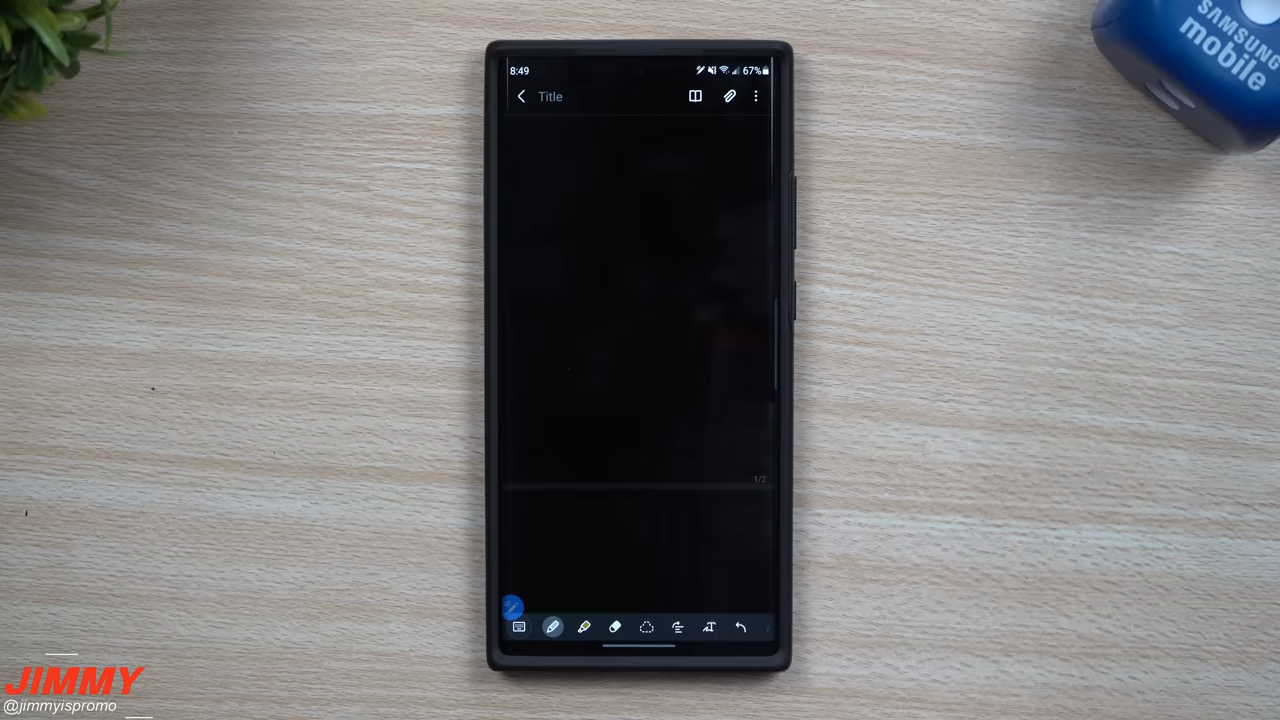 SAMSUNG
mobile
8:49
67%
Title
1/2
JIMMY
@jimmyispromo